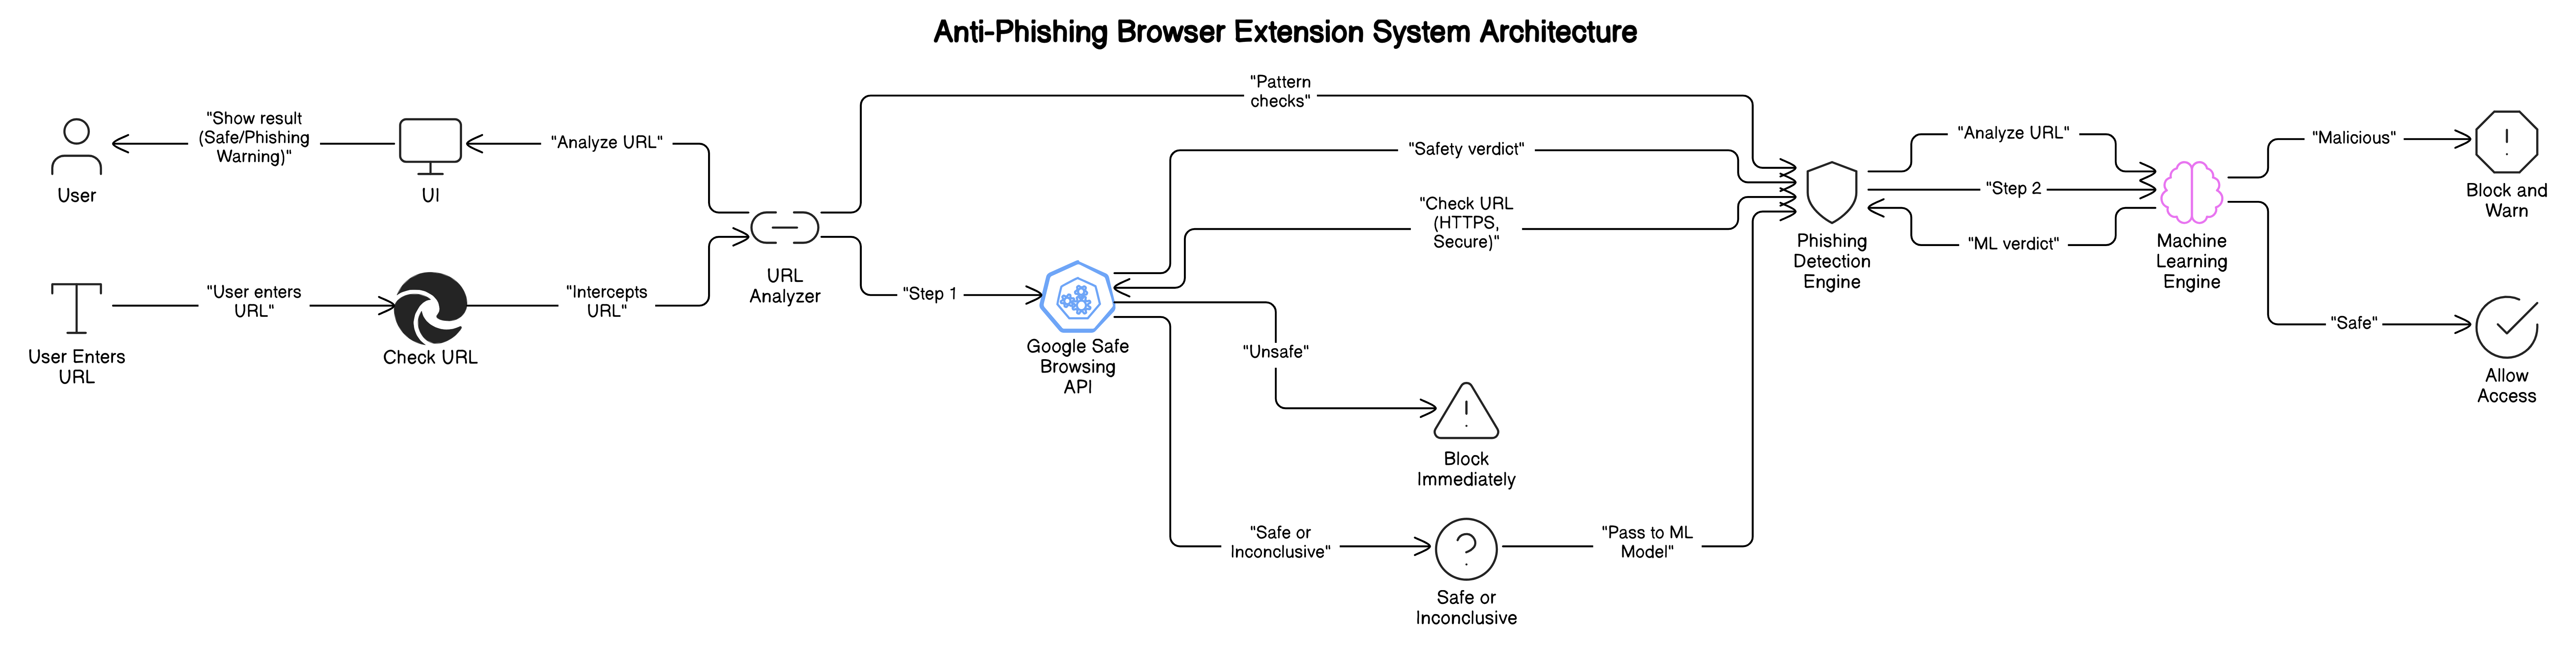 Anti-Phishing Browser Extension System Architecture
"Pattern
checks"
"Show result
(Safe/Phishing
Warning)"
"Analyze URL"
"Safety verdict"
"Analyze URL"
"Malicious"
User
UI
"Check URL
(HTTPS,
Secure)"
"Step 2
Block and
Warn
"User enters
URL"
"Intercepts
URL"
URL
Analyzer
"Step 1
Phishing
Detection
Engine
"ML verdict"
Machine
Learning
Engine
User Enters
URL
Check URL
Google Safe
Browsing
API
"Unsafe"
"Safe"
Allow
Access
Block
Immediately
"Safe or
Inconclusive"
"Pass to ML
Model"
Safe or
Inconclusive